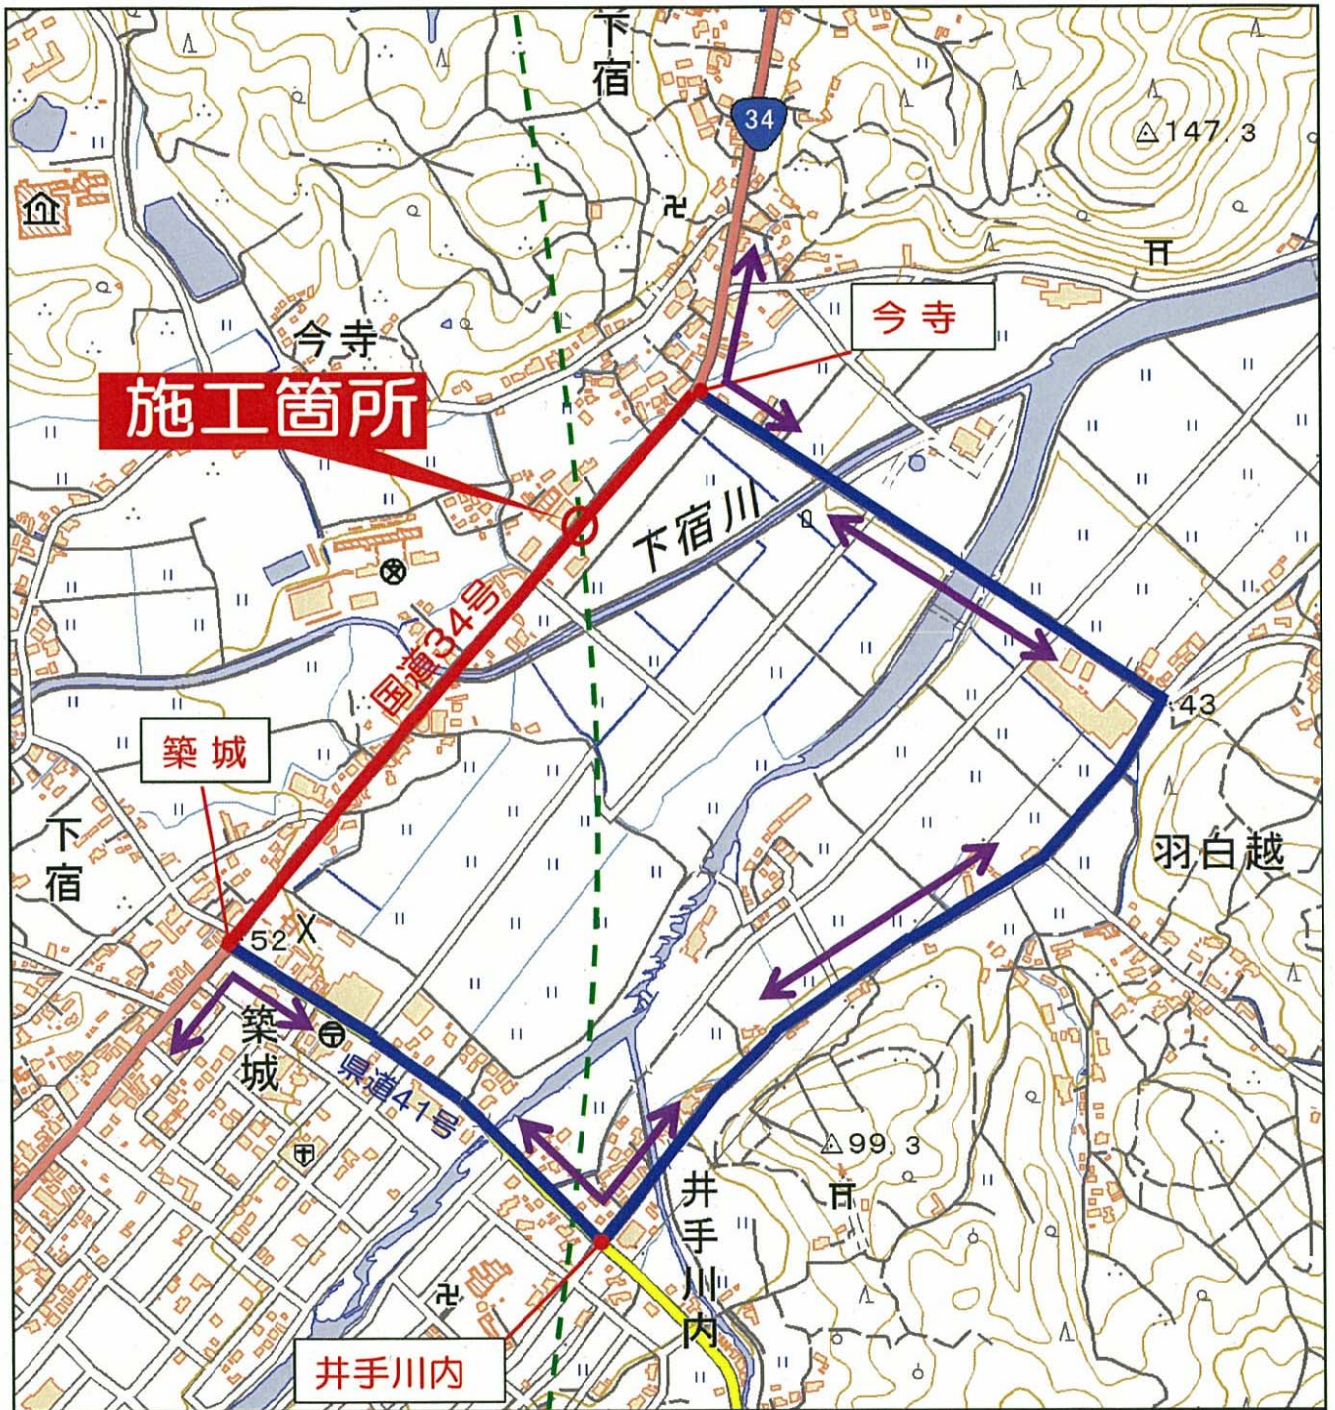 下宿
34
147.3
今寺
今寺
施工箇所
下宿川
国道34号
43
築城
下宿
羽白越
52
築城
県道41号
99.3
井手川内
井手川内